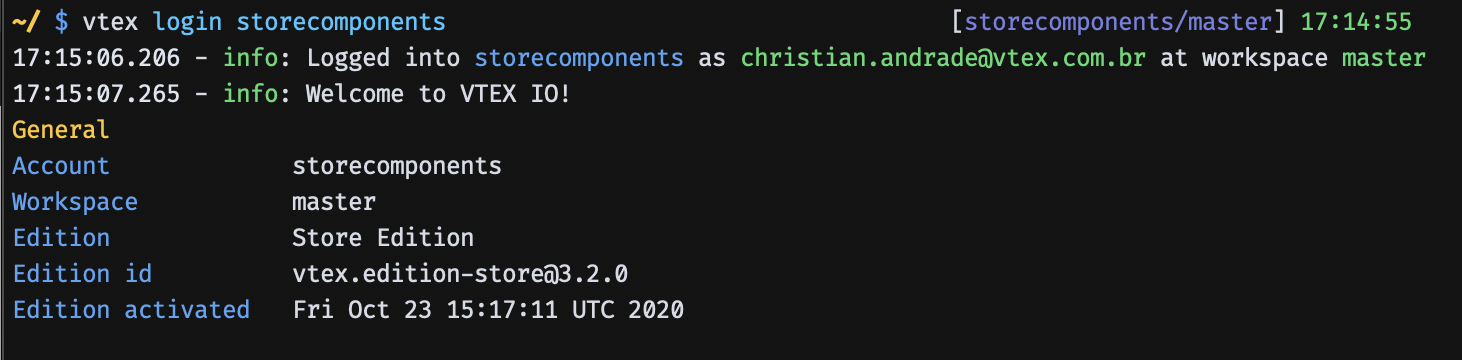 ~/ $ vtex login storecomponents [storecomponents/master] 17:14:55
17:15:06.206 - info: Logged into storecomponents as christian.andrade@vtex.com.br at workspace master
17:15:07.265 - info: Welcome to VTEX IO!
General
Account storecomponents
Workspace master
Edition Store Edition
Edition id vtex.edition-store@3.2.0
Edition activated Fri Oct 23 15:17:11 UTC 2020